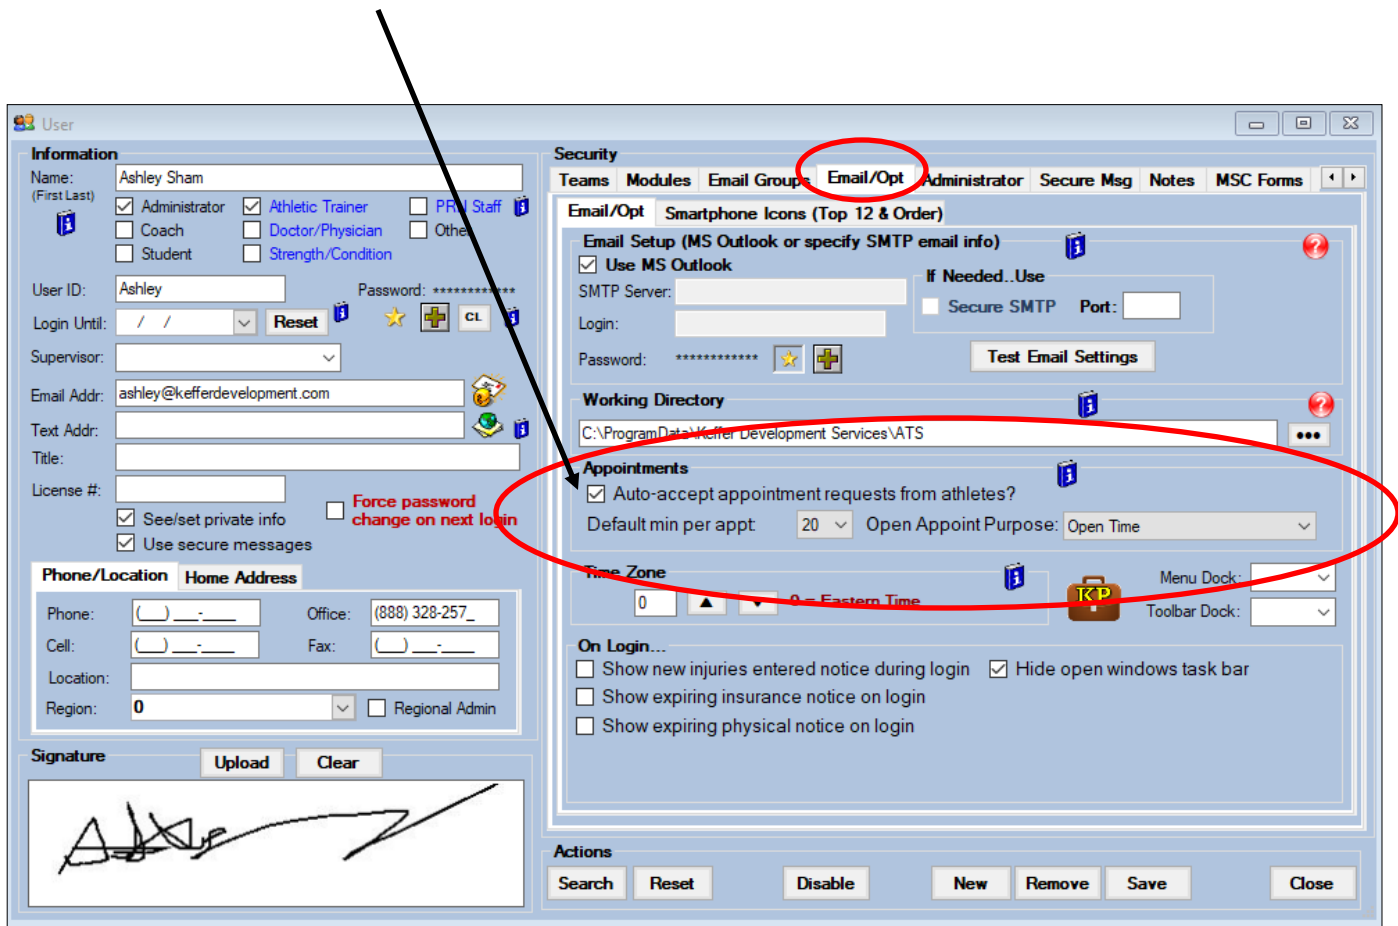 User
Information
Name: Ashley Sham
(First Last)
Administrator Athletic Trainer PRN Staff
Coach Doctor/Physician Other
Student Strength/Condition
User ID: Ashley Password: ************
Login Until: / / Reset CL
Supervisor:
Email Addr: ashley@kefferdevelopment.com
Text Addr:
Title:
License #:
See/set private info
Use secure messages
Force password
change on next login
Phone/Location Home Address
Phone: (__) __-____ Office: (888) 328-257_
Cell: (__) __-____ Fax: (__) __-____
Location:
Region: 0 Regional Admin
Signature Upload Clear
Security
Teams Modules Email Groups Email/Opt Administrator Secure Msg Notes MSC Forms
Email/Opt Smartphone Icons (Top 12 & Order)
Email Setup (MS Outlook or specify SMTP email info)
Use MS Outlook
SMTP Server:
Login:
Password: ************
If Needed..Use
Secure SMTP Port:
Test Email Settings
Working Directory
C:\ProgramData\Keffer Development Services\ATS
Appointments
Auto-accept appointment requests from athletes?
Default min per appt: 20 Open Appoint Purpose: Open Time
Time Zone
0 0 = Eastern Time
KP
Menu Dock:
Toolbar Dock:
On Login...
Show new injuries entered notice during login Hide open windows task bar
Show expiring insurance notice on login
Show expiring physical notice on login
Actions
Search Reset Disable New Remove Save Close